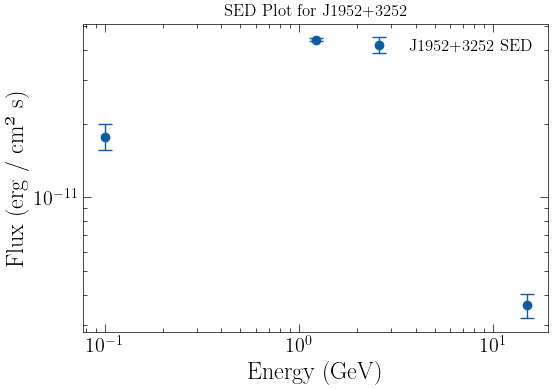 SED Plot for J1952+3252
J1952+3252 SED
Flux (erg / cm² s)
10⁻¹¹
10⁻¹
10⁰
10¹
Energy (GeV)